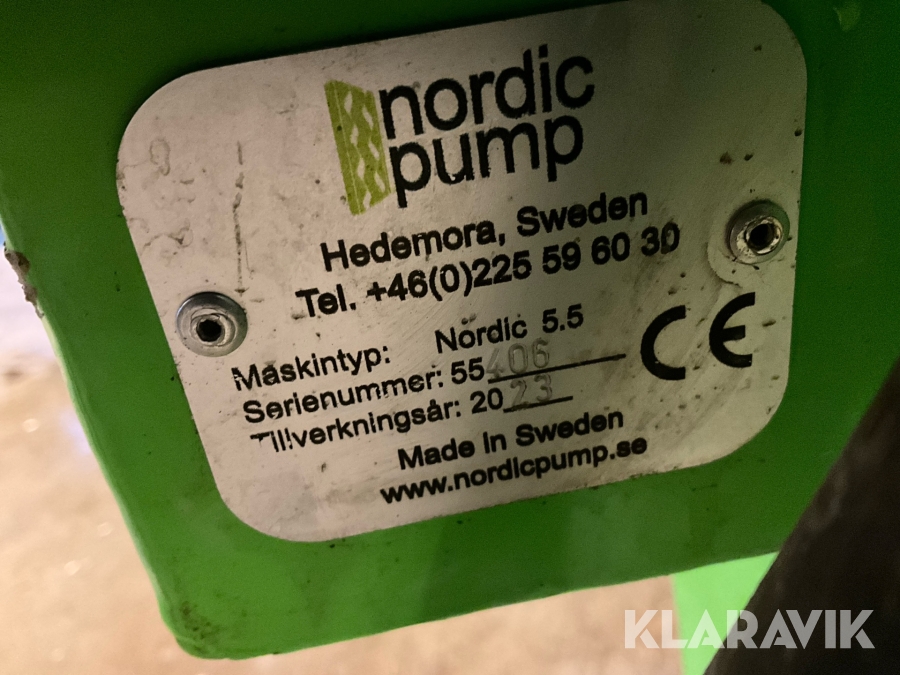 nordic
pump
Hedemora, Sweden
Tel. +46(0)225 59 60 30
Maskintyp: Nordic 5.5
Serienummer: 55406
Tillverkningsår: 2023
Made in Sweden
www.nordicpump.se
CE
KLARAVIK